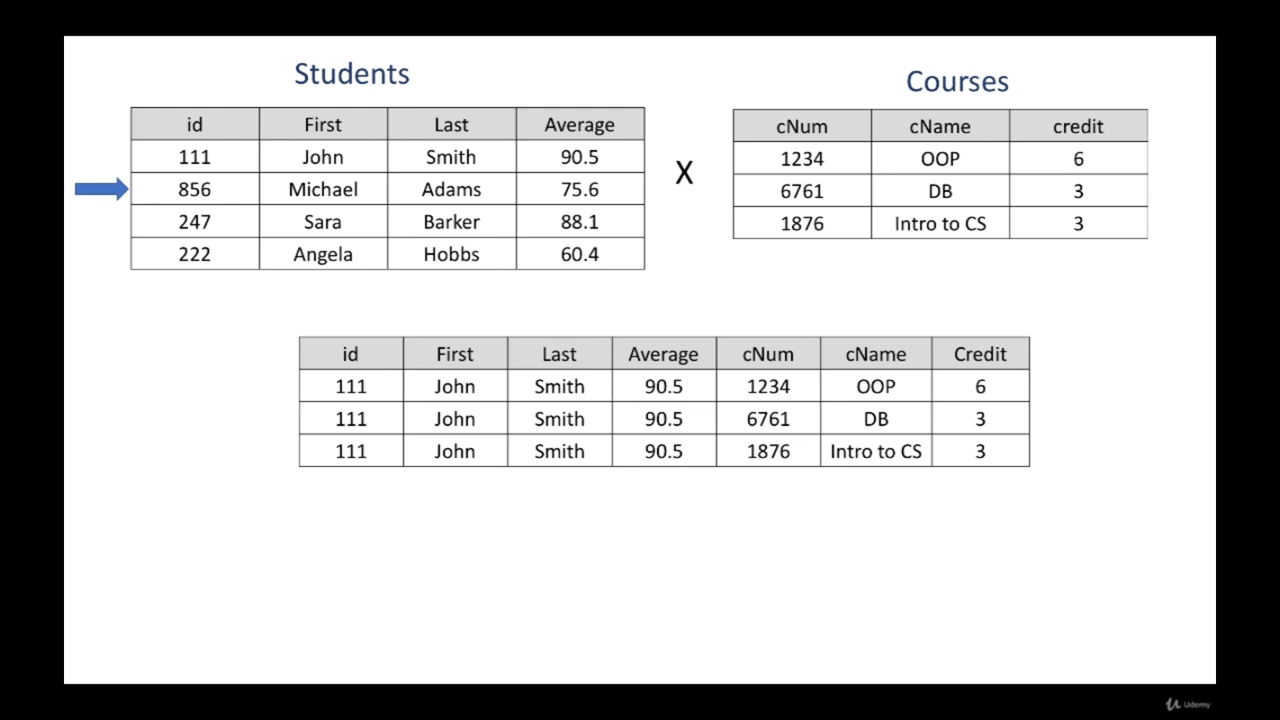 Students
id First Last Average
111 John Smith 90.5
856 Michael Adams 75.6
247 Sara Barker 88.1
222 Angela Hobbs 60.4
X
Courses
cNum cName credit
1234 OOP 6
6761 DB 3
1876 Intro to CS 3
id First Last Average cNum cName Credit
111 John Smith 90.5 1234 OOP 6
111 John Smith 90.5 6761 DB 3
111 John Smith 90.5 1876 Intro to CS 3
Udemy